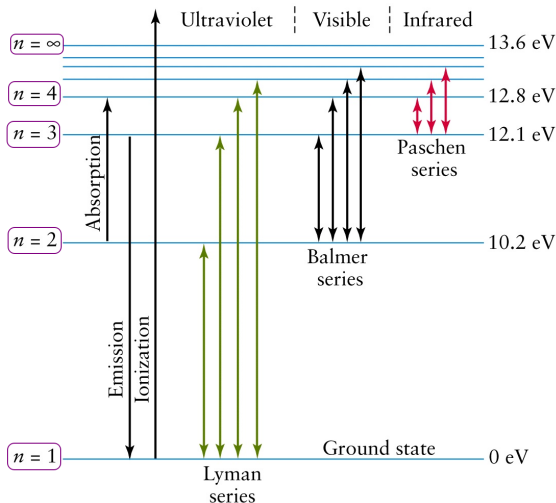 Ultraviolet Visible Infrared
n = ∞ 13.6 eV
n = 4 12.8 eV
n = 3 12.1 eV
Paschen
series
Absorption
n = 2 10.2 eV
Balmer
series
Emission
Ionization
Ground state
n = 1 0 eV
Lyman
series